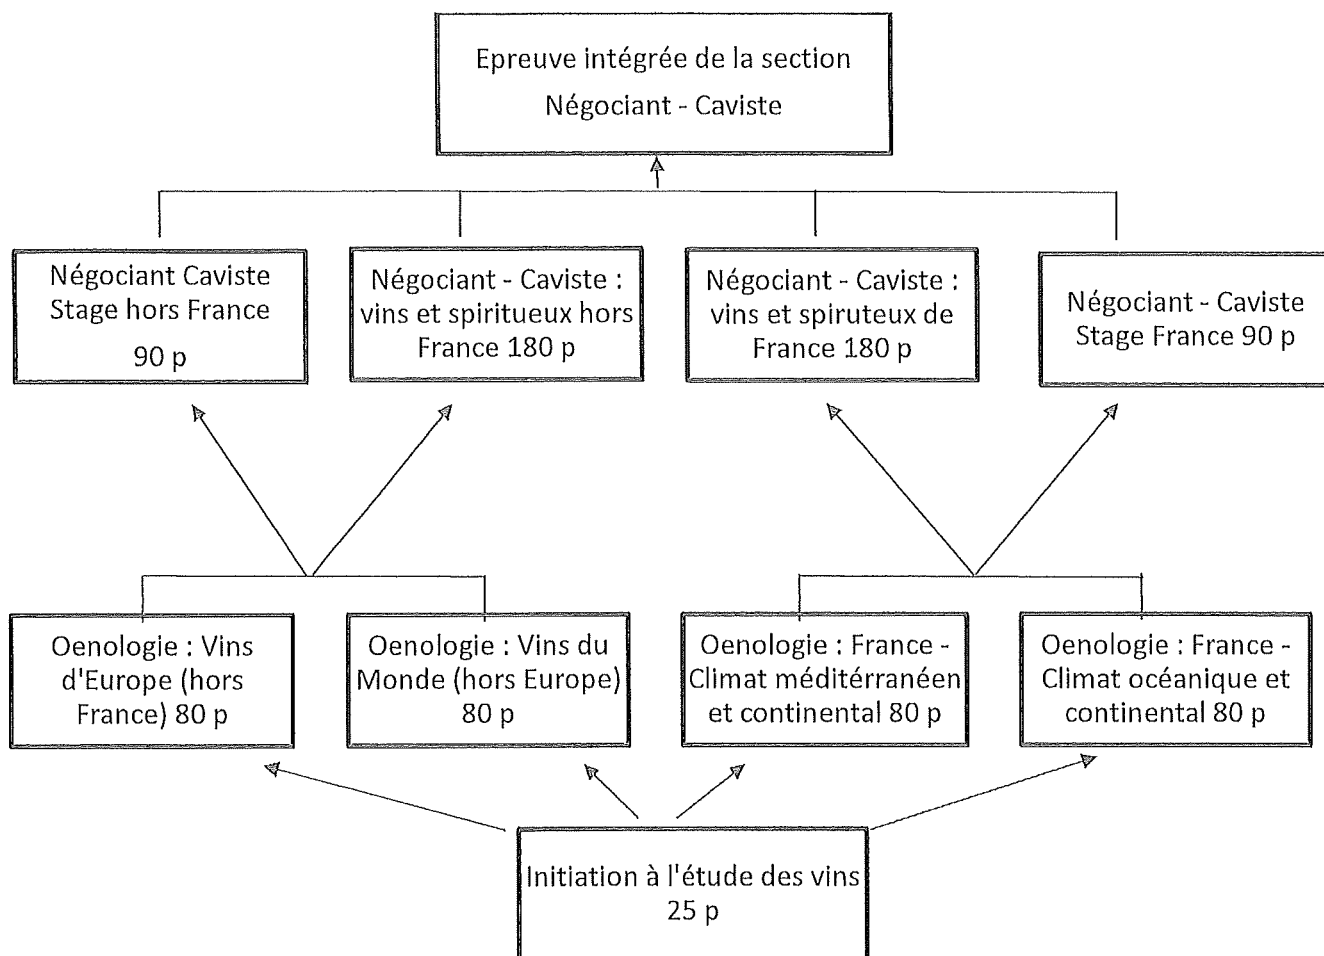 Epreuve intégrée de la section
Négociant - Caviste
Négociant Caviste
Stage hors France
90 p
Négociant - Caviste :
vins et spiritueux hors
France 180 p
Négociant - Caviste :
vins et spiruteux de
France 180 p
Négociant - Caviste
Stage France 90 p
Oenologie : Vins
d'Europe (hors
France) 80 p
Oenologie : Vins du
Monde (hors Europe)
80 p
Oenologie : France -
Climat méditérranéen
et continental 80 p
Oenologie : France -
Climat océanique et
continental 80 p
Initiation à l'étude des vins
25 p